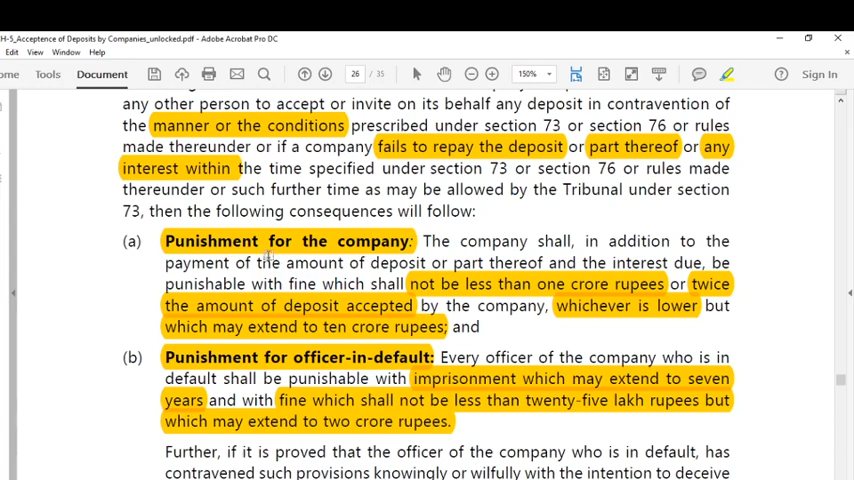 CH-5_Acceptence of Deposits by Companies_unlocked.pdf - Adobe Acrobat Pro DC
Edit View Window Help
ome Tools Document 26 / 35 150% Sign In
any other person to accept or invite on its behalf any deposit in contravention of
the manner or the conditions prescribed under section 73 or section 76 or rules
made thereunder or if a company fails to repay the deposit or part thereof or any
interest within the time specified under section 73 or section 76 or rules made
thereunder or such further time as may be allowed by the Tribunal under section
73, then the following consequences will follow:
(a) Punishment for the company: The company shall, in addition to the
payment of the amount of deposit or part thereof and the interest due, be
punishable with fine which shall not be less than one crore rupees or twice
the amount of deposit accepted by the company, whichever is lower but
which may extend to ten crore rupees; and
(b) Punishment for officer-in-default: Every officer of the company who is in
default shall be punishable with imprisonment which may extend to seven
years and with fine which shall not be less than twenty-five lakh rupees but
which may extend to two crore rupees.
Further, if it is proved that the officer of the company who is in default, has
contravened such provisions knowingly or wilfully with the intention to deceive